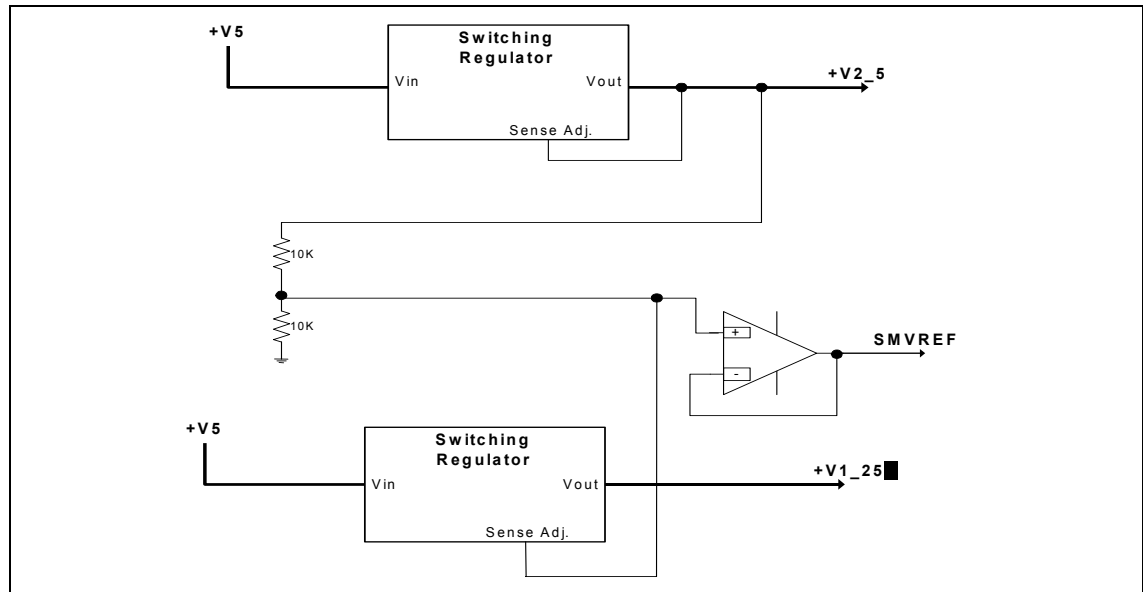 +V5
Switching
Regulator
Vin
Vout
+V2_5
Sense Adj.
10K
10K
+
-
SMVREF
+V5
Switching
Regulator
Vin
Vout
+V1_25
Sense Adj.